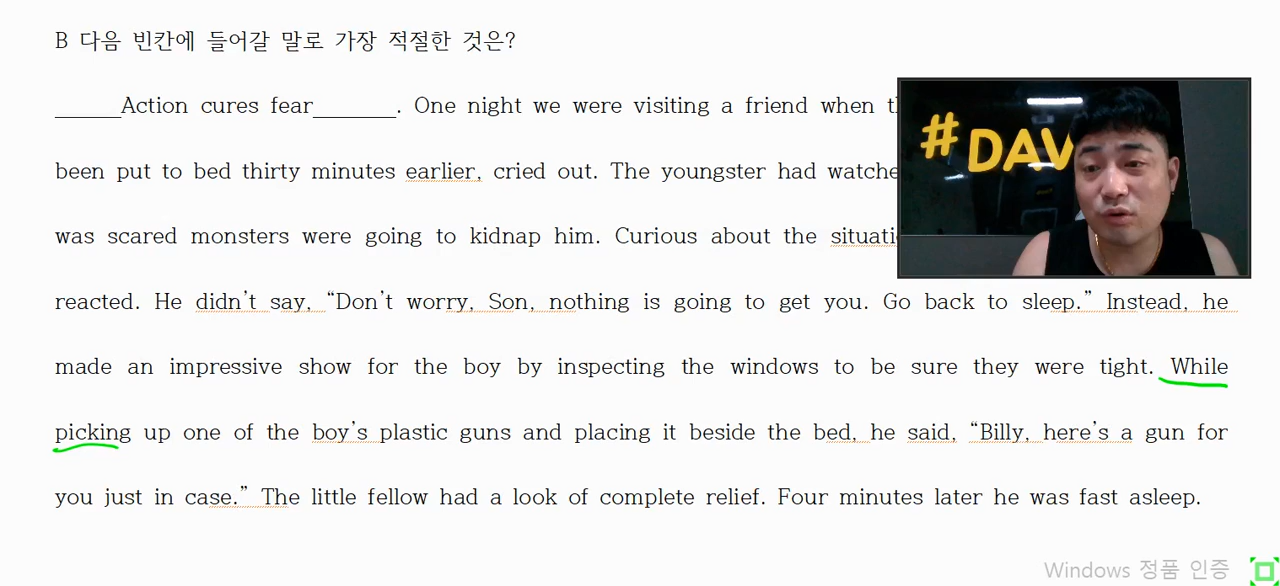 B 다음 빈칸에 들어갈 말로 가장 적절한 것은?
______Action cures fear________. One night we were visiting a friend when
been put to bed thirty minutes earlier, cried out. The youngster had
was scared monsters were going to kidnap him. Curious about the
reacted. He didn't say, “Don't worry, Son, nothing is going to get you. Go back to sleep.” Instead, he
made an impressive show for the boy by inspecting the windows to be sure they were tight. While
picking up one of the boy's plastic guns and placing it beside the bed, he said, “Billy, here's a gun for
you just in case.” The little fellow had a look of complete relief. Four minutes later he was fast asleep.
#DAV
Windows 정품 인증